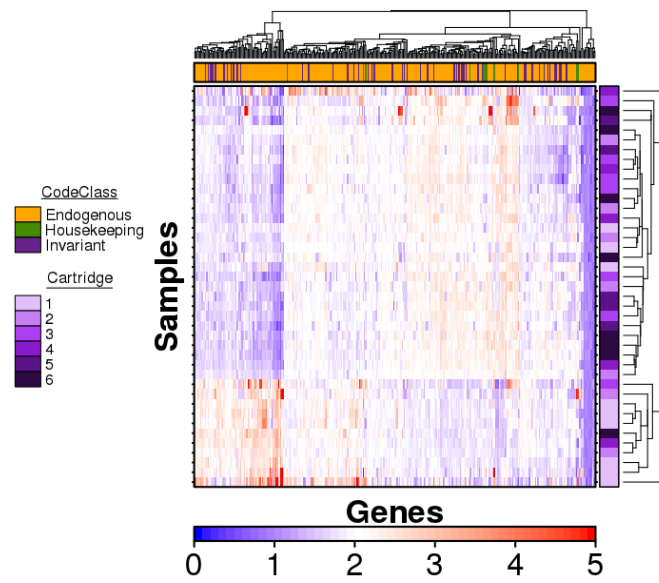 CodeClass
Endogenous
Housekeeping
Invariant
Cartridge
1
2
3
4
5
6
Samples
Genes
0 1 2 3 4 5